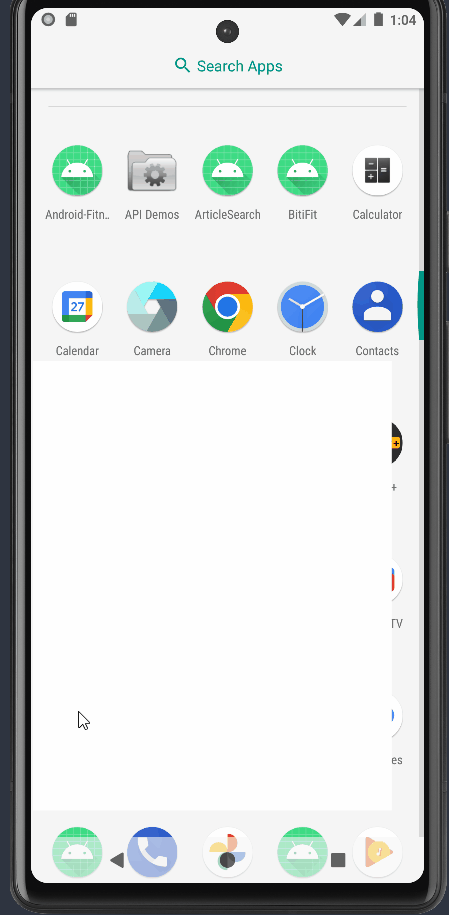 1:04
Search Apps
Android-Fitn..
API Demos
ArticleSearch
BitiFit
Calculator
27
Calendar
Camera
Chrome
Clock
Contacts
+
TV
es